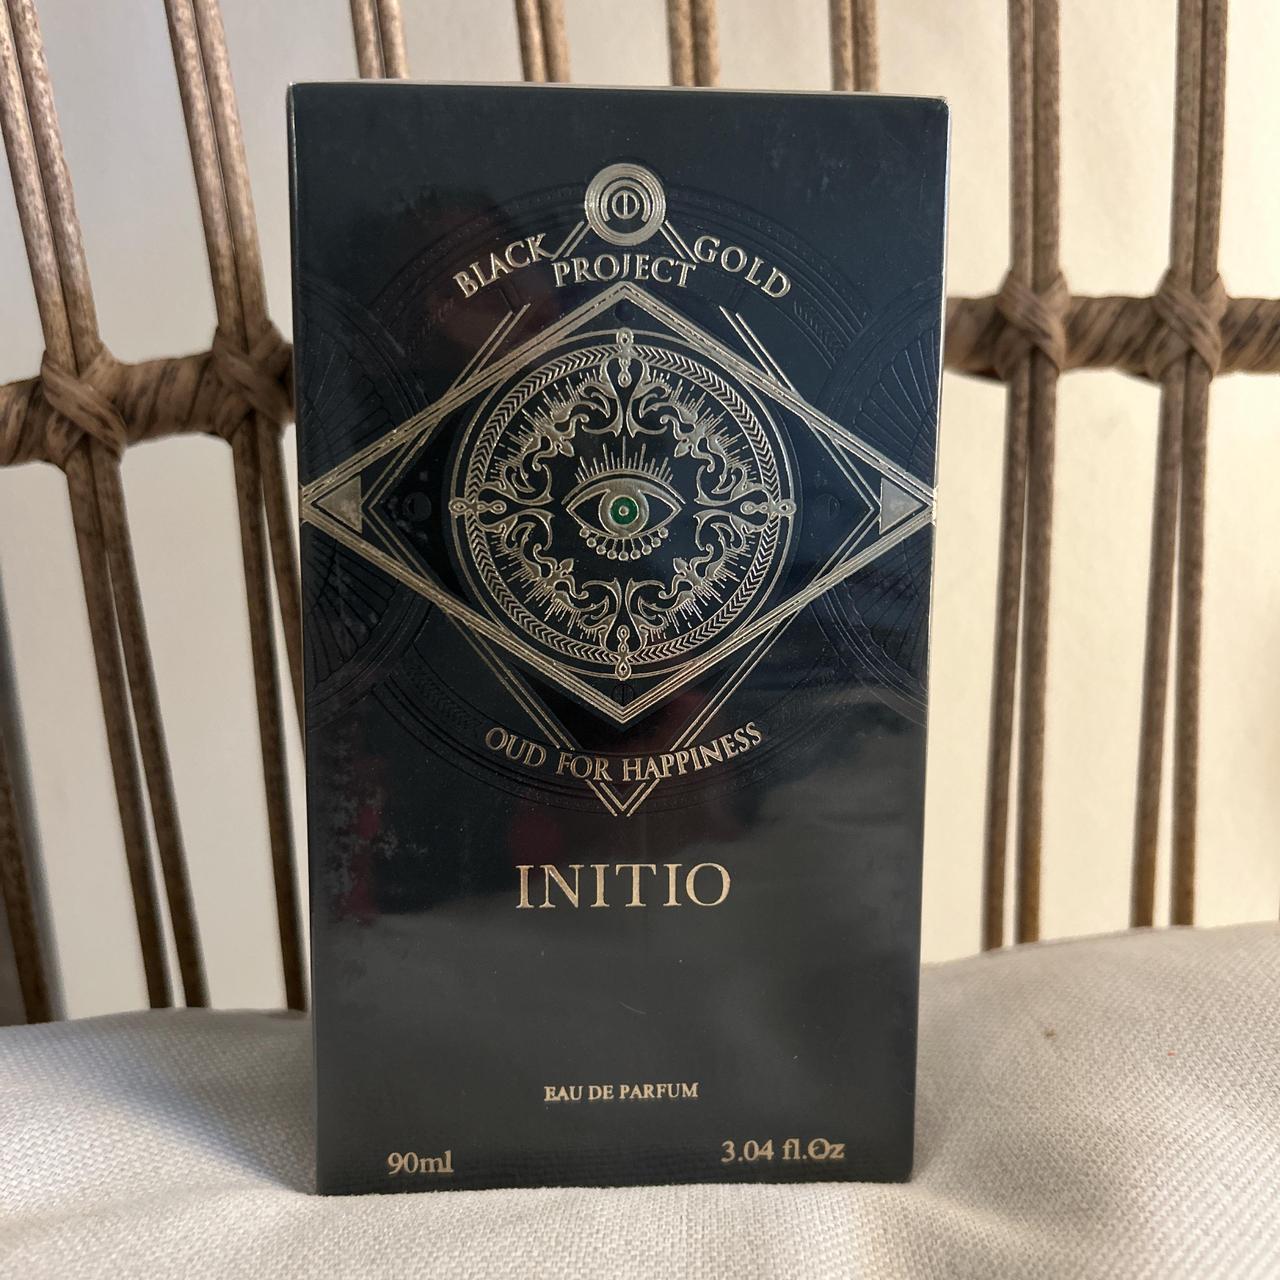 BLACK PROJECT GOLD
OUD FOR HAPPINESS
INITIO
EAU DE PARFUM
90ml
3.04 fl.Oz